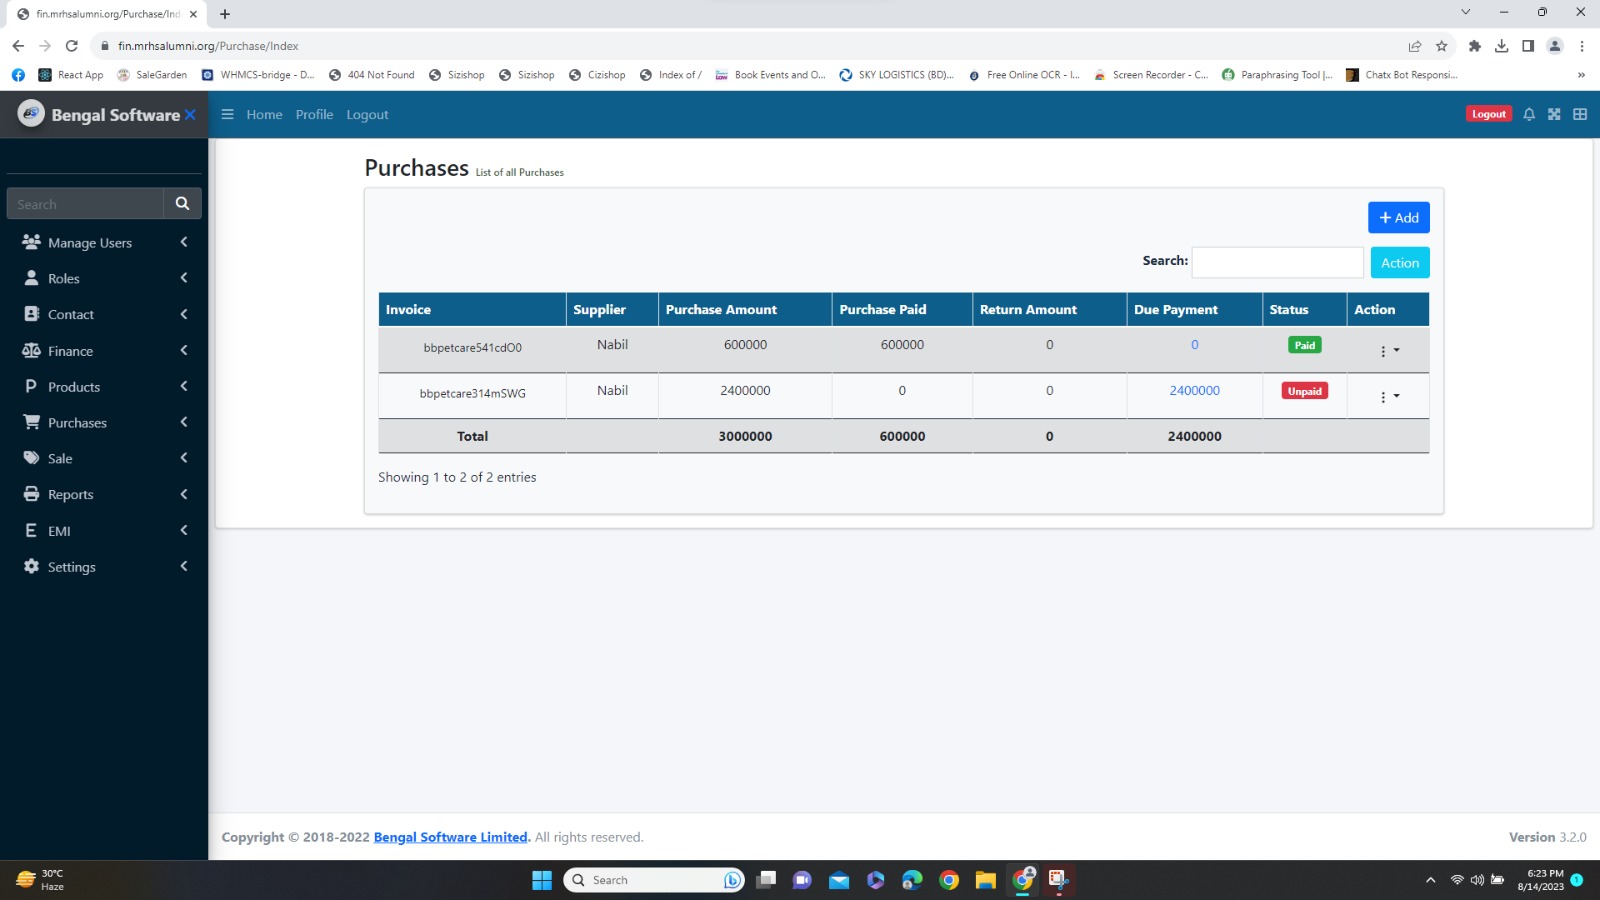 fin.mrhsalumni.org/Purchase/Ind
fin.mrhsalumni.org/Purchase/Index
React App SaleGarden WHMCS-bridge - D... 404 Not Found Sizishop Sizishop Cizishop Index of / Book Events and O... SKY LOGISTICS (BD)... Free Online OCR - I... Screen Recorder - C... Paraphrasing Tool |... Chatx Bot Responsi... »
Bengal Software Home Profile Logout Logout
Purchases List of all Purchases
Search
+ Add
Manage Users
Search: Action
Roles
Contact
Finance
Products
Purchases
Sale
Reports
E EMI
Settings
Invoice Supplier Purchase Amount Purchase Paid Return Amount Due Payment Status Action
bbpetcare541cdO0 Nabil 600000 600000 0 0 Paid
bbpetcare314mSWG Nabil 2400000 0 0 2400000 Unpaid
Total 3000000 600000 0 2400000
Showing 1 to 2 of 2 entries
Copyright © 2018-2022 Bengal Software Limited. All rights reserved. Version 3.2.0
30°C
Haze
Search
6:23 PM
8/14/2023
1